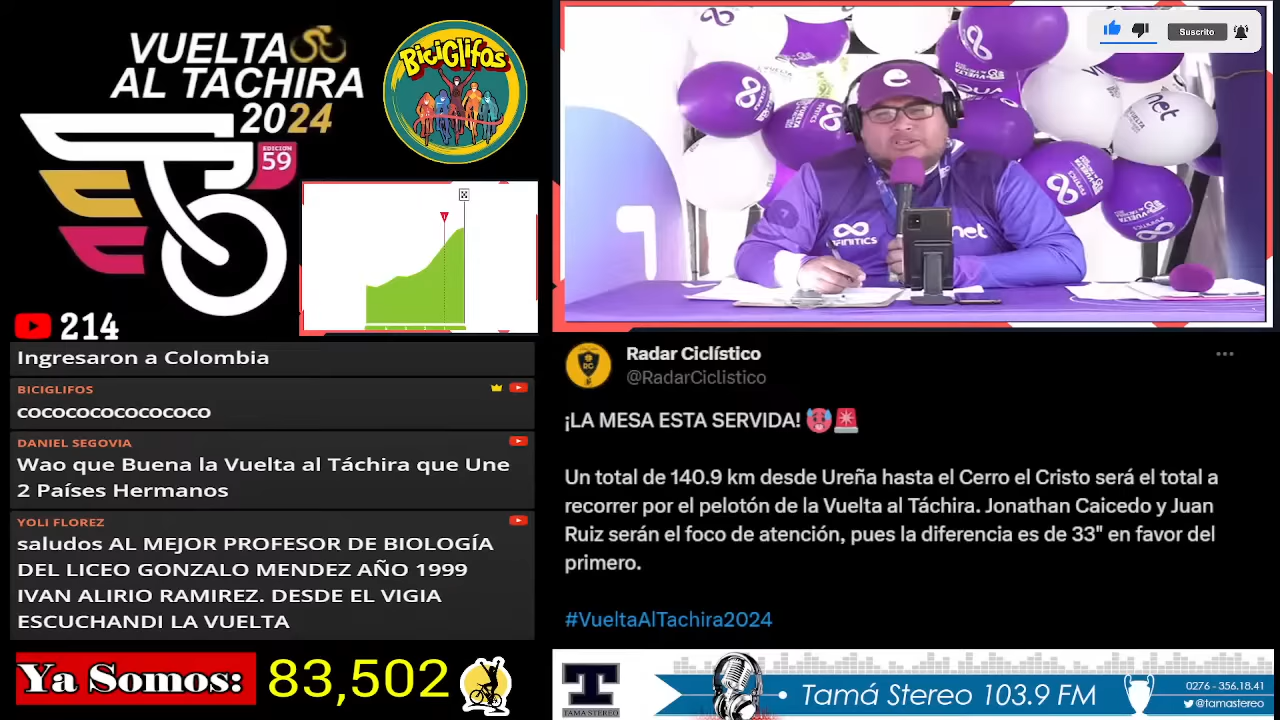 VUELTA
AL TACHIRA
2024
EDICION
59
BiciGlifos
214
Ingresaron a Colombia
BICIGLIFOS
cocococococococo
DANIEL SEGOVIA
Wao que Buena la Vuelta al Táchira que Une
2 Países Hermanos
YOLI FLOREZ
saludos AL MEJOR PROFESOR DE BIOLOGÍA
DEL LICEO GONZALO MENDEZ AÑO 1999
IVAN ALIRIO RAMIREZ. DESDE EL VIGIA
ESCUCHANDI LA VUELTA
Ya Somos: 83,502
Suscrito
net
INFINITICS
net
Radar Ciclístico
@RadarCiclistico
¡LA MESA ESTA SERVIDA! 🥵🚨
Un total de 140.9 km desde Ureña hasta el Cerro el Cristo será el total a
recorrer por el pelotón de la Vuelta al Táchira. Jonathan Caicedo y Juan
Ruiz serán el foco de atención, pues la diferencia es de 33" en favor del
primero.
#VueltaAlTachira2024
T
TAMA STEREO
Tamá Stereo 103.9 FM
0276 - 356.18.41
@tamastereo